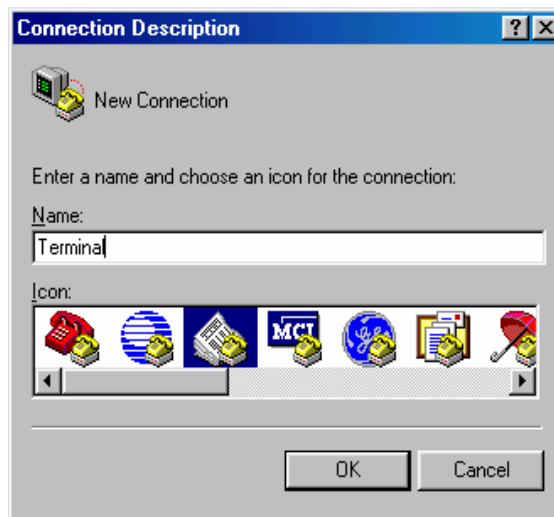 Connection Description
New Connection
Enter a name and choose an icon for the connection:
Name:
Terminal
Icon:
MCI
OK Cancel